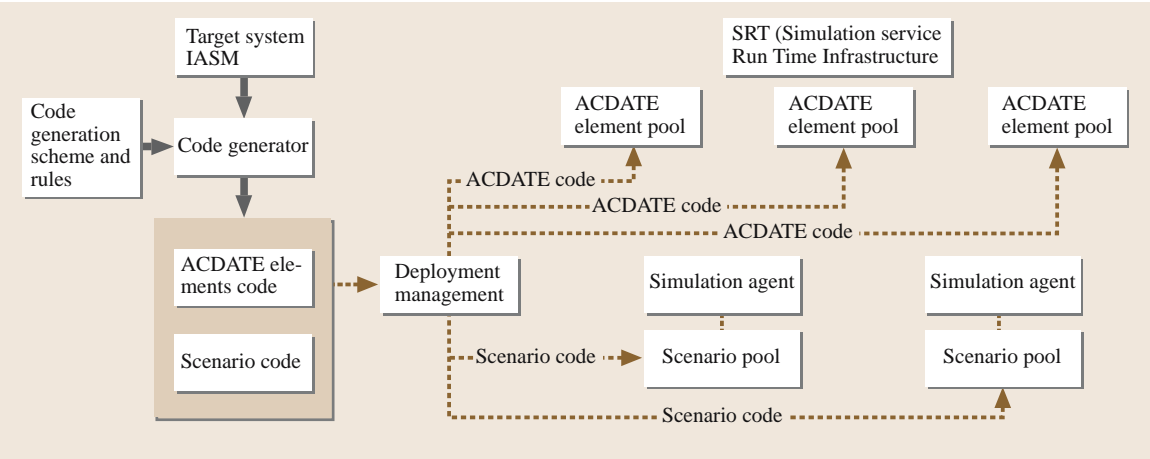 Target system
IASM
SRT (Simulation service
Run Time Infrastructure
Code
generation
scheme and
rules
Code generator
ACDATE
element pool
ACDATE
element pool
ACDATE
element pool
ACDATE code
ACDATE code
ACDATE code
ACDATE ele-
ments code
Deployment
management
Simulation agent
Simulation agent
Scenario code
Scenario code
Scenario pool
Scenario pool
Scenario code